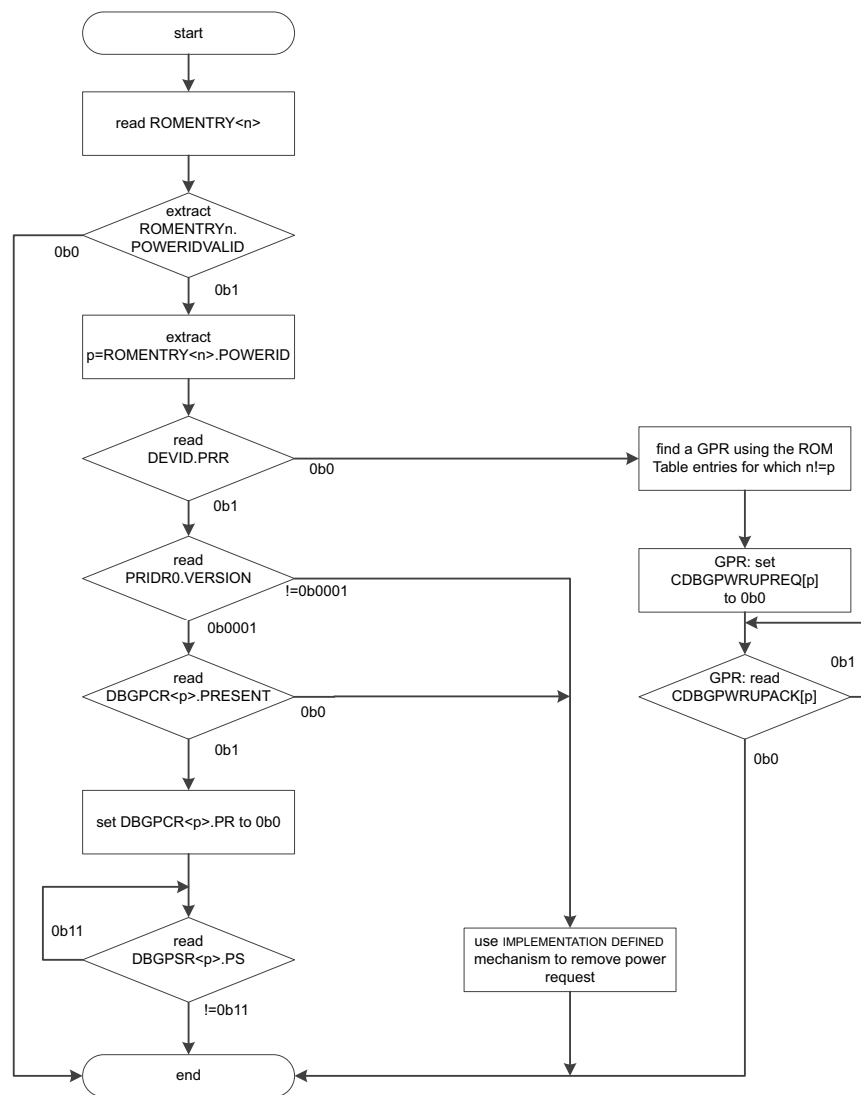 start
read ROMENTRY<n>
extract
ROMENTRYn.
POWERIDVALID
0b0
0b1
extract
p=ROMENTRY<n>.POWERID
read
DEVID.PRR
0b0
0b1
find a GPR using the ROM
Table entries for which n!=p
read
PRIDR0.VERSION
!=0b0001
0b0001
GPR: set
CDBGPWRUPREQ[p]
to 0b0
read
DBGPCR<p>.PRESENT
0b0
0b1
GPR: read
CDBGPWRUPACK[p]
0b1
0b0
set DBGPCR<p>.PR to 0b0
0b11
read
DBGPSR<p>.PS
!=0b11
use IMPLEMENTATION DEFINED
mechanism to remove power
request
end